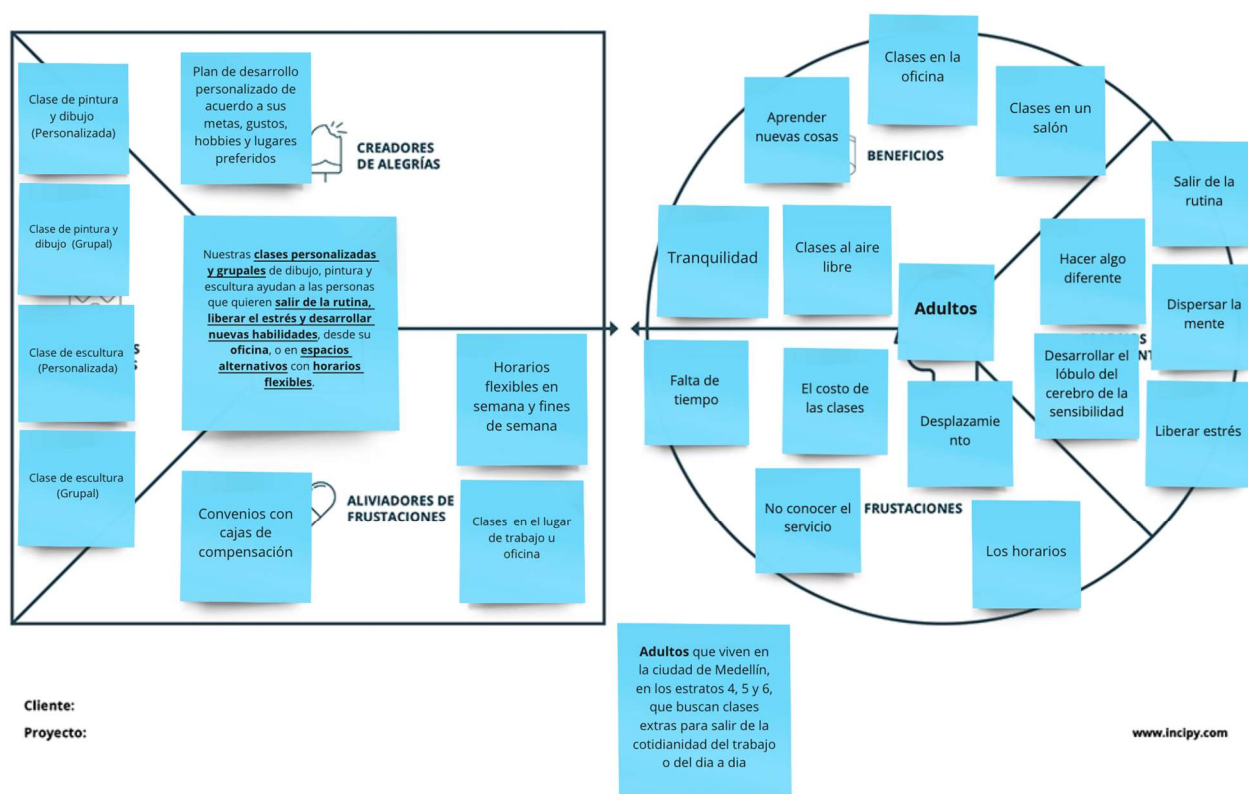 Clase de pintura
y dibujo
(Personalizada)
Clase de pintura y
dibujo (Grupal)
Clase de escultura
(Personalizada)
Clase de escultura
(Grupal)
Plan de desarrollo
personalizado de
acuerdo a sus
metas, gustos,
hobbies y lugares
preferidos
CREADORES
DE ALEGRÍAS
Nuestras clases personalizadas
y grupales de dibujo, pintura y
escultura ayudan a las personas
que quieren salir de la rutina,
liberar el estrés y desarrollar
nuevas habilidades, desde su
oficina, o en espacios
alternativos con horarios
flexibles.
Horarios
flexibles en
semana y fines
de semana
Convenios con
cajas de
compensación
ALIVIADORES DE
FRUSTACIONES
Clases en el lugar
de trabajo u
oficina
Clases en la
oficina
Aprender
nuevas cosas
Clases en un
salón
BENEFICIOS
Tranquilidad
Clases al aire
libre
Adultos
Salir de la
rutina
Hacer algo
diferente
Dispersar la
mente
Desarrollar el
lóbulo del
cerebro de la
sensibilidad
Liberar estrés
Falta de
tiempo
El costo de
las clases
Desplazamie
nto
No conocer el
servicio
FRUSTACIONES
Los horarios
Adultos que viven en
la ciudad de Medellín,
en los estratos 4, 5 y 6,
que buscan clases
extras para salir de la
cotidianidad del trabajo
o del dia a dia
Cliente:
Proyecto:
www.incipy.com